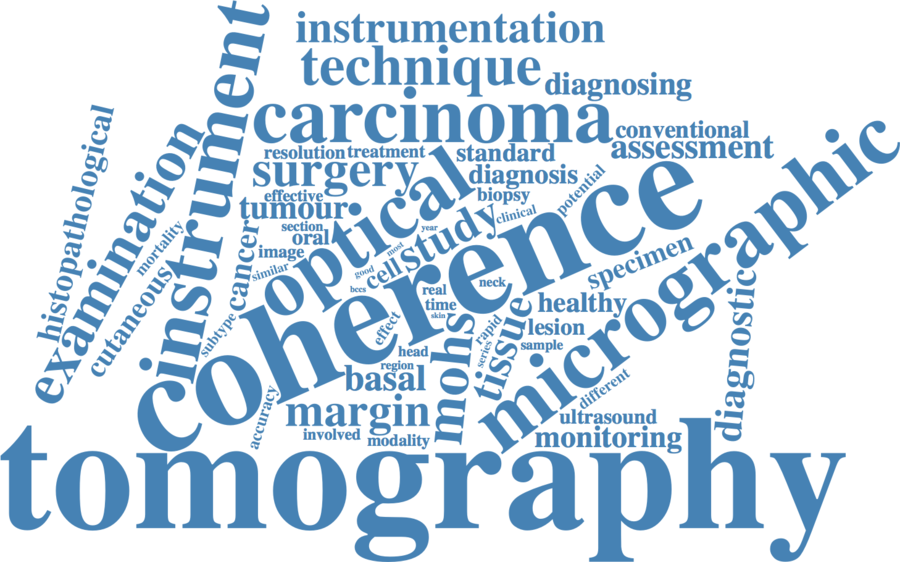 instrumentation
technique
diagnosing
instrument
carcinoma
conventional
assessment
histopathological
examination
mortality
cutaneous
resolution
treatment
standard
surgery
diagnosis
effective
biopsy
potential
tumour
optical
clinical
section
oral
year
study
most
image
cancer
similar
good
cell
bccs
coherence
micrographic
specimen
neck
real
time
skin
healthy
subtype
effect
rapid
lesion
tissue
series
sample
head
region
mohs
basal
different
diagnostic
accuracy
margin
involved
modality
ultrasound
monitoring
tomography